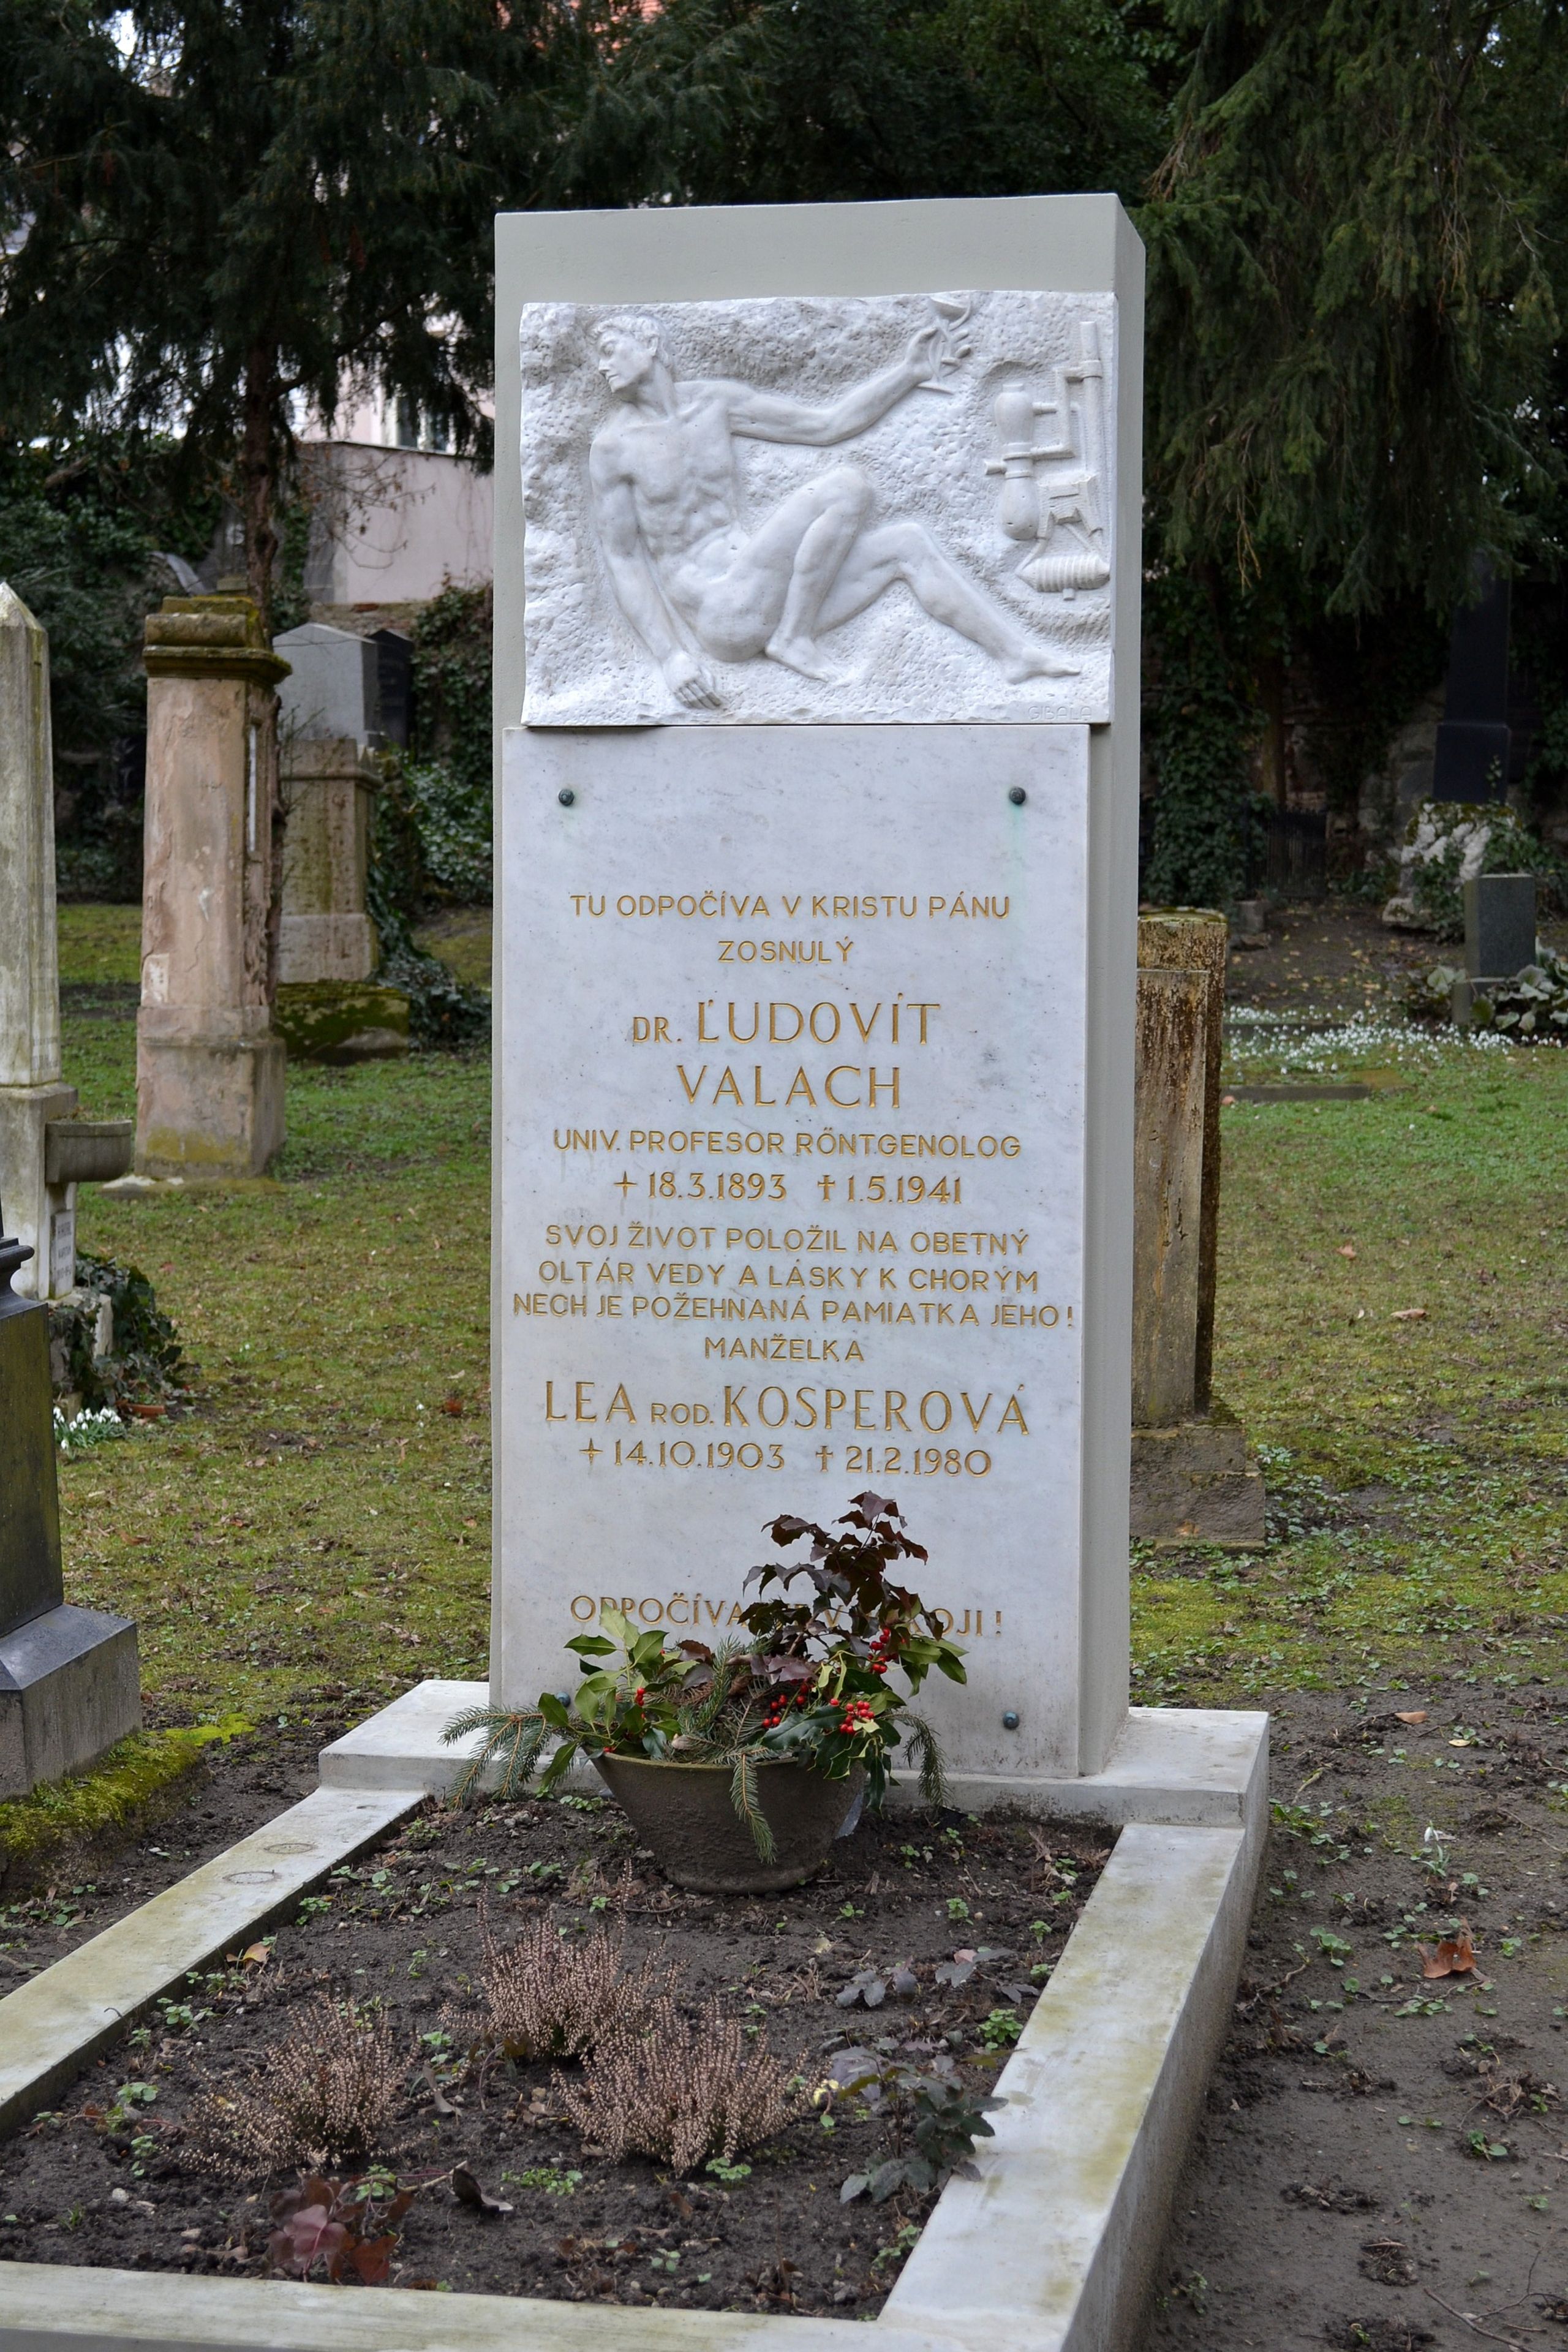 TU ODPOČÍVA V KRISTU PÁNU
ZOSNULÝ
DR. ĽUDOVÍT
VALACH
UNIV. PROFESOR RÖNTGENOLOG
+ 18.3.1893 † 1.5.1941
SVOJ ŽIVOT POLOŽIL NA OBETNÝ
OLTÁR VEDY A LÁSKY K CHORÝM
NECH JE POŽEHNANÁ PAMIATKA JEHO!
MANŽELKA
LEA ROD. KOSPEROVÁ
+ 14.10.1903 † 21.2.1980
V